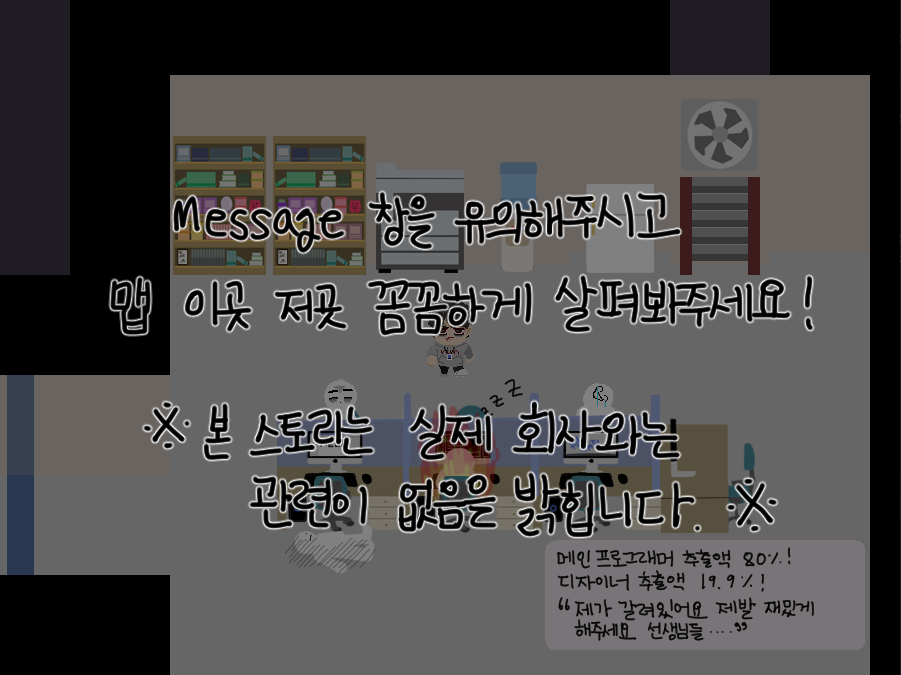 Message 창을 유의해주시고
맵 이곳 저곳 꼼꼼하게 살펴봐주세요!
※ 본 스토리는 실제 회사와는
관련이 없음을 밝힙니다. ※
z z Z
메인 프로그래머 추출액 80%!
디자이너 추출액 19.9%!
“제가 갈려있어요 제발 재밌게
해주세요 선생님들 ....”